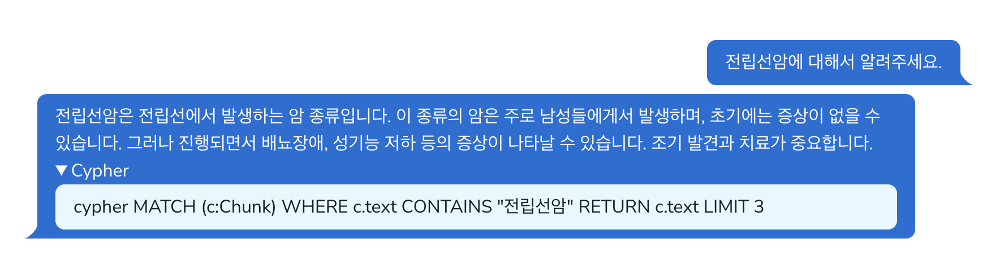 전립선암에 대해서 알려주세요.
전립선암은 전립선에서 발생하는 암 종류입니다. 이 종류의 암은 주로 남성들에게서 발생하며, 초기에는 증상이 없을 수
있습니다. 그러나 진행되면서 배뇨장애, 성기능 저하 등의 증상이 나타날 수 있습니다. 조기 발견과 치료가 중요합니다.
▼ Cypher
cypher MATCH (c:Chunk) WHERE c.text CONTAINS "전립선암" RETURN c.text LIMIT 3